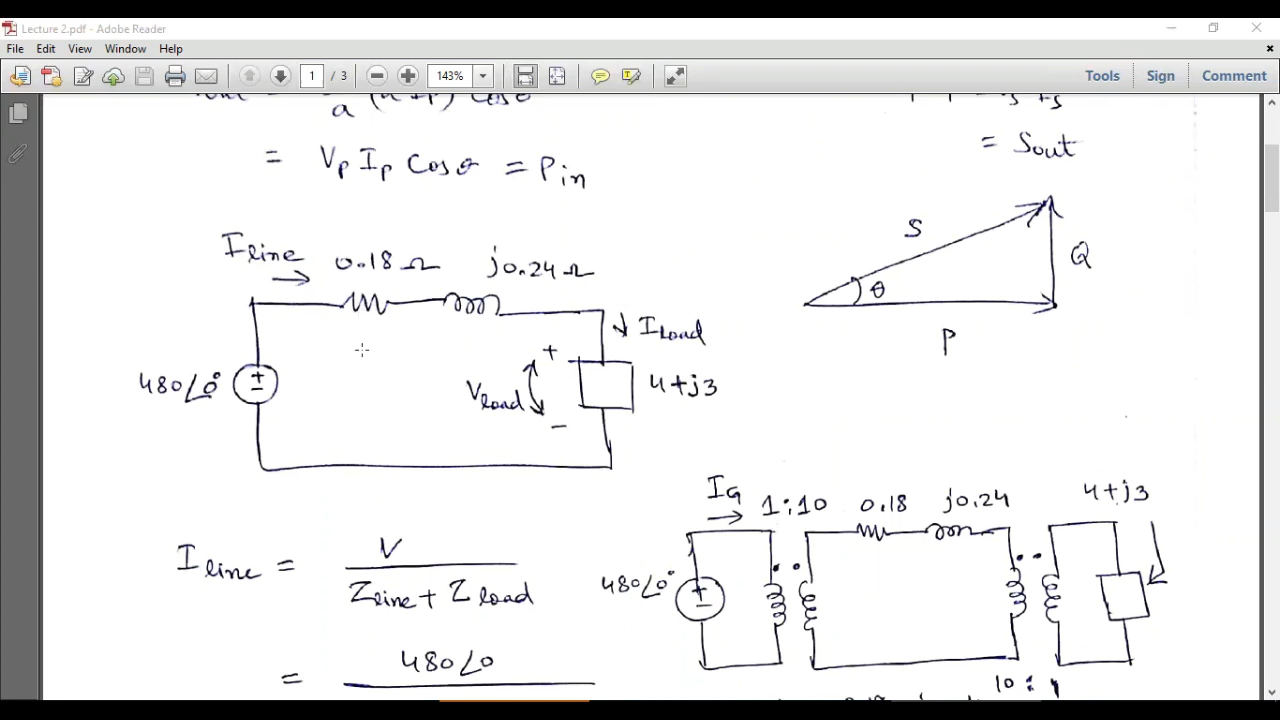 Lecture 2.pdf - Adobe Reader
File Edit View Window Help
1 / 3 143% Tools Sign Comment
a
= Vp Ip Cosθ = Pin
= Sout
S
Q
θ
P
Iline 0.18 Ω j0.24 Ω
ILoad
480∠0°
+
-
+
Vload
-
4+j3
IG 1:10 0.18 j0.24 4+j3
480∠0°
+
-
10:1
Iline = V
Zline + Zload
= 480∠0